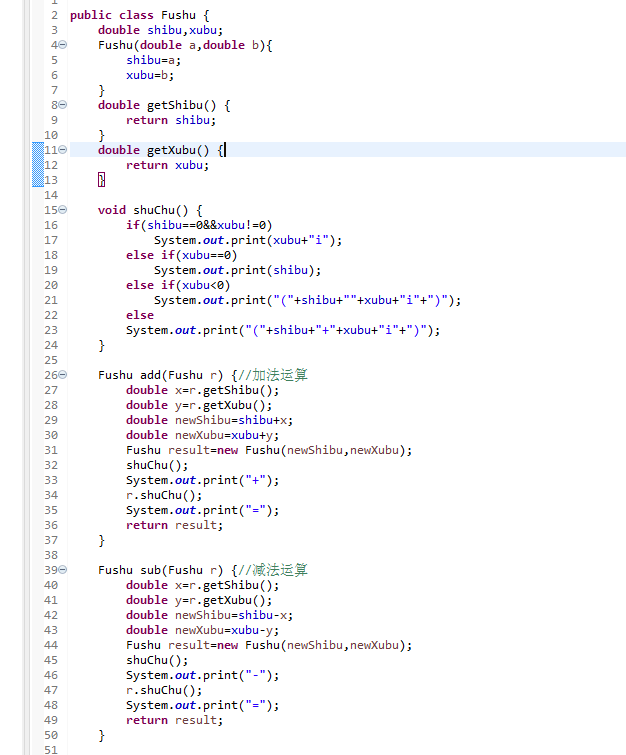 1
2 public class Fushu {
3     double shibu,xubu;
4     Fushu(double a,double b){
5         shibu=a;
6         xubu=b;
7     }
8     double getShibu() {
9         return shibu;
10     }
11     double getXubu() {
12         return xubu;
13     }
14
15     void shuChu() {
16         if(shibu==0&&xubu!=0)
17             System.out.print(xubu+"i");
18         else if(xubu==0)
19             System.out.print(shibu);
20         else if(xubu<0)
21             System.out.print("("+shibu+""+xubu+"i"+")");
22         else
23         System.out.print("("+shibu+"+"+xubu+"i"+")");
24     }
25
26     Fushu add(Fushu r) {//加法运算
27         double x=r.getShibu();
28         double y=r.getXubu();
29         double newShibu=shibu+x;
30         double newXubu=xubu+y;
31         Fushu result=new Fushu(newShibu,newXubu);
32         shuChu();
33         System.out.print("+");
34         r.shuChu();
35         System.out.print("=");
36         return result;
37     }
38
39     Fushu sub(Fushu r) {//减法运算
40         double x=r.getShibu();
41         double y=r.getXubu();
42         double newShibu=shibu-x;
43         double newXubu=xubu-y;
44         Fushu result=new Fushu(newShibu,newXubu);
45         shuChu();
46         System.out.print("-");
47         r.shuChu();
48         System.out.print("=");
49         return result;
50     }
51